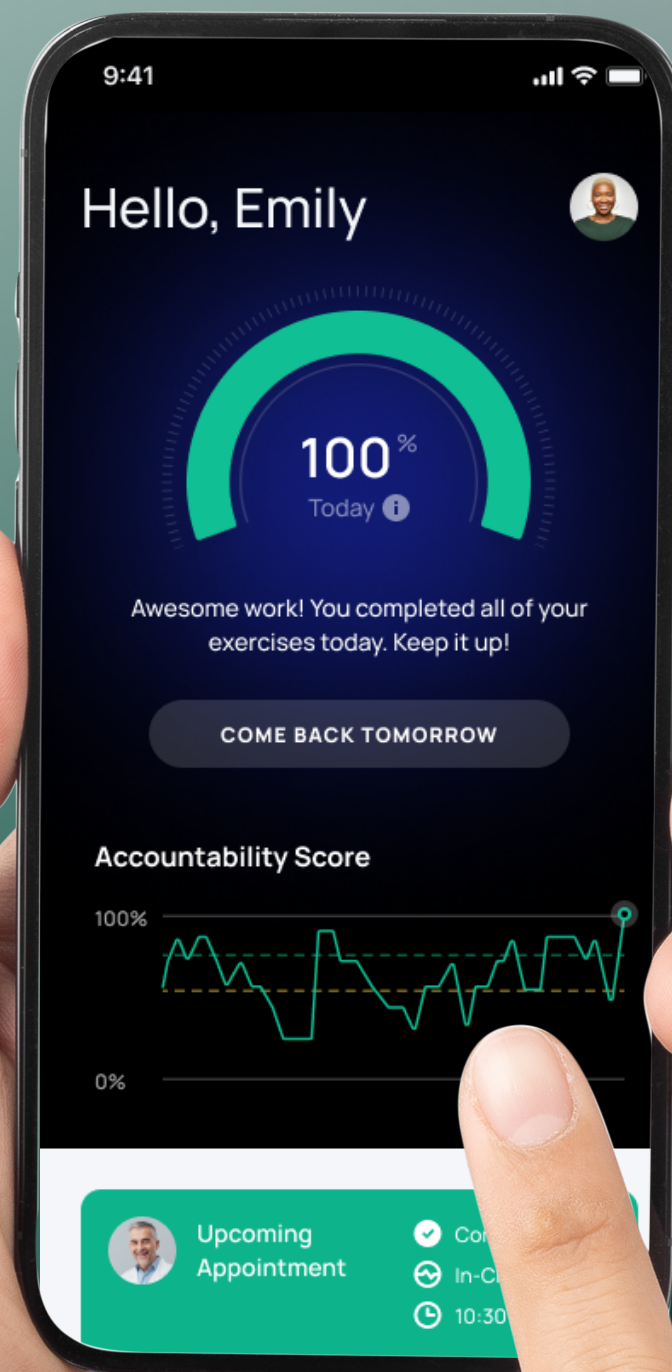 9:41
Hello, Emily
100%
Today
Awesome work! You completed all of your
exercises today. Keep it up!
COME BACK TOMORROW
Accountability Score
100%
0%
Upcoming
Appointment
10:30